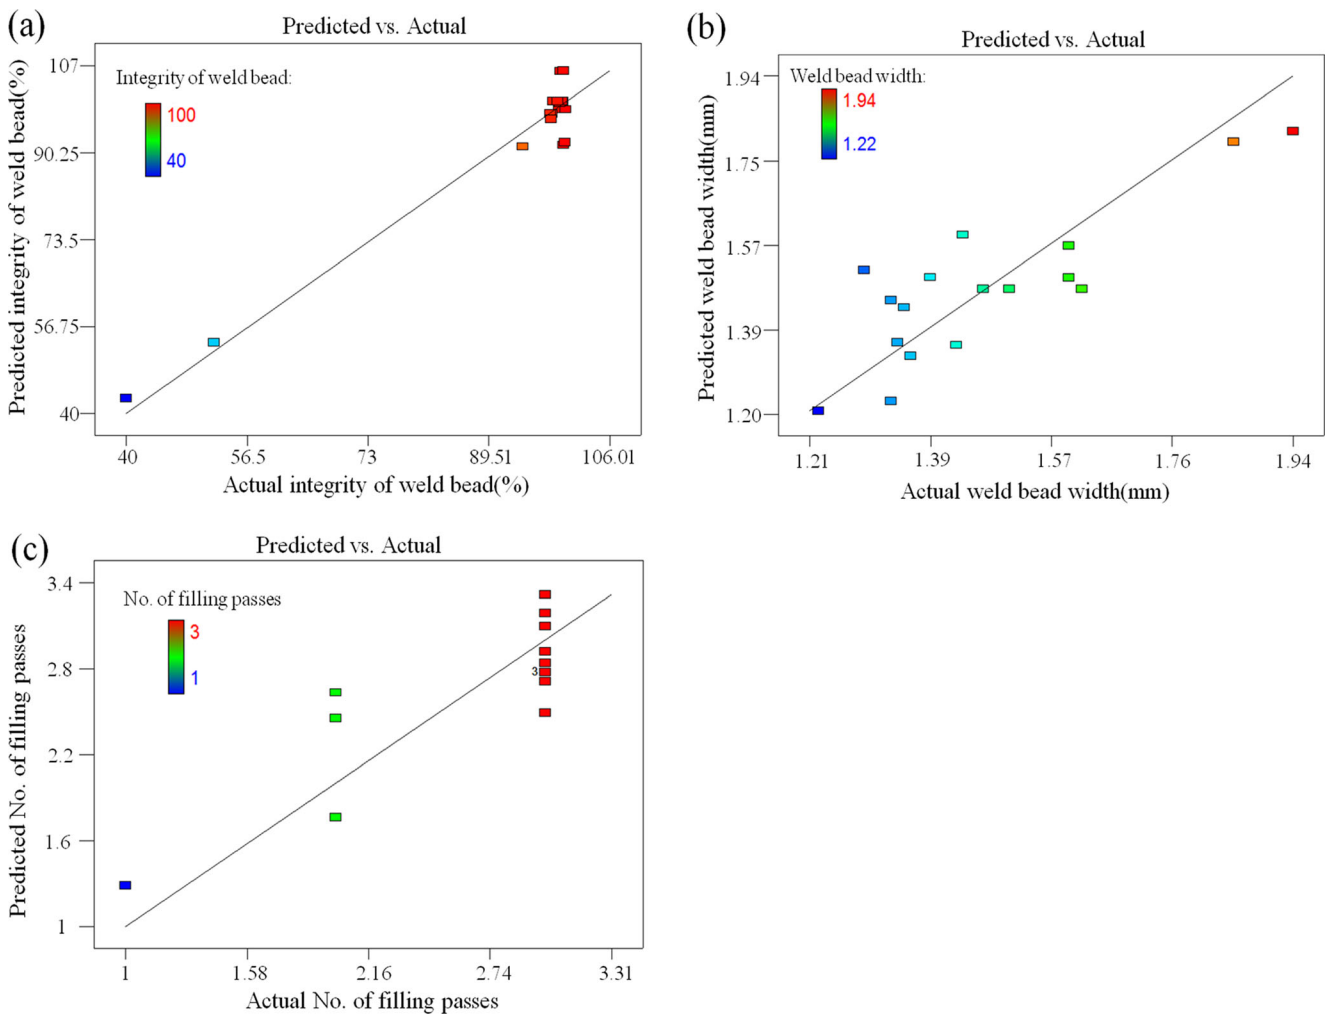 (a)
Predicted vs. Actual
Predicted integrity of weld bead(%)
107
90.25
73.5
56.75
40
Integrity of weld bead:
100
40
40
56.5
73
89.51
106.01
Actual integrity of weld bead(%)
(b)
Predicted vs. Actual
Predicted weld bead width(mm)
1.94
1.75
1.57
1.39
1.20
Weld bead width:
1.94
1.22
1.21
1.39
1.57
1.76
1.94
Actual weld bead width(mm)
(c)
Predicted vs. Actual
Predicted No. of filling passes
3.4
2.8
2.2
1.6
1
No. of filling passes
3
1
3
1
1.58
2.16
2.74
3.31
Actual No. of filling passes